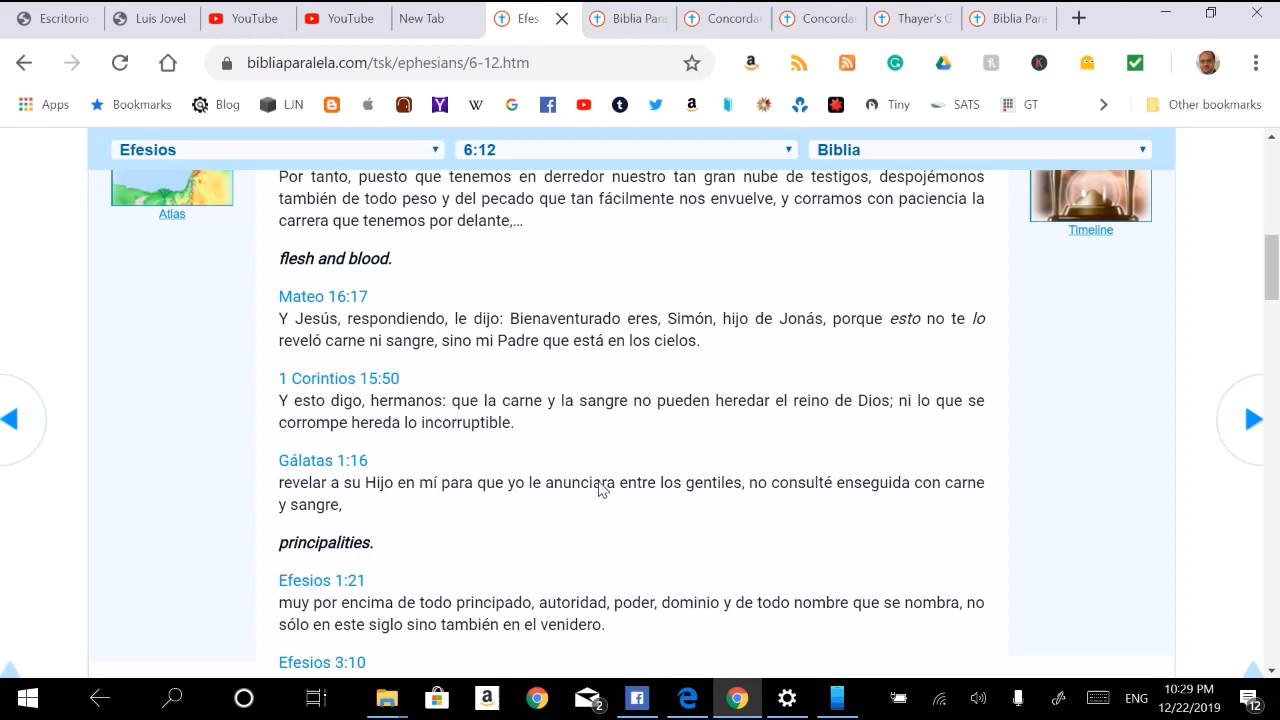 Escritorio
Luis Jovel
YouTube
YouTube
New Tab
Efes
Biblia Para
Concorda
Concorda
Thayer's G
Biblia Para
bibliaparalela.com/tsk/ephesians/6-12.htm
Apps
Bookmarks
Blog
LJN
Tiny
SATS
GT
Other bookmarks
Efesios
6:12
Biblia
Atlas
Timeline
Por tanto, puesto que tenemos en derredor nuestro tan gran nube de testigos, despojémonos
también de todo peso y del pecado que tan fácilmente nos envuelve, y corramos con paciencia la
carrera que tenemos por delante,…
flesh and blood.
Mateo 16:17
Y Jesús, respondiendo, le dijo: Bienaventurado eres, Simón, hijo de Jonás, porque esto no te lo
reveló carne ni sangre, sino mi Padre que está en los cielos.
1 Corintios 15:50
Y esto digo, hermanos: que la carne y la sangre no pueden heredar el reino de Dios; ni lo que se
corrompe hereda lo incorruptible.
Gálatas 1:16
revelar a su Hijo en mí para que yo le anunciara entre los gentiles, no consulté enseguida con carne
y sangre,
principalities.
Efesios 1:21
muy por encima de todo principado, autoridad, poder, dominio y de todo nombre que se nombra, no
sólo en este siglo sino también en el venidero.
Efesios 3:10
2
ENG
10:29 PM
12/22/2019
12